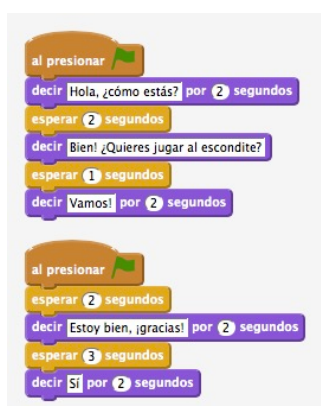 al presionar
decir Hola, ¿cómo estás? por 2 segundos
esperar 2 segundos
decir Bien! ¿Quieres jugar al escondite?
esperar 1 segundos
decir Vamos! por 2 segundos
al presionar
esperar 2 segundos
decir Estoy bien, ¡gracias! por 2 segundos
esperar 3 segundos
decir Sí por 2 segundos